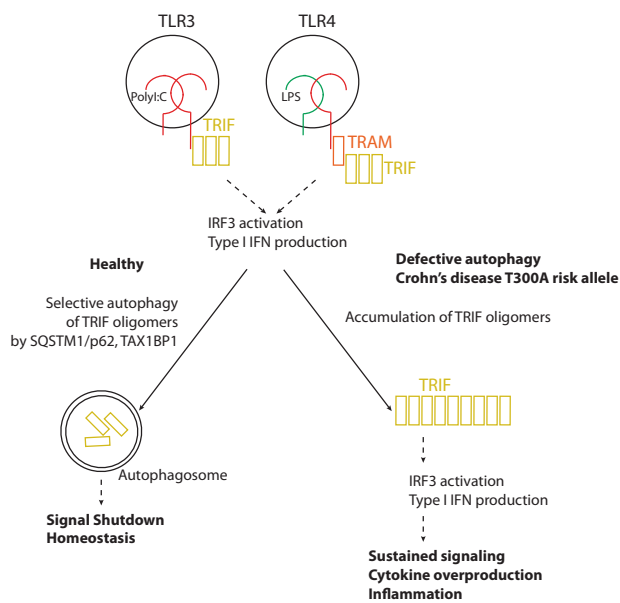 TLR3
TLR4
PolyI:C
LPS
TRIF
TRAM
TRIF
IRF3 activation
Type I IFN production
Healthy
Defective autophagy
Crohn's disease T300A risk allele
Selective autophagy
of TRIF oligomers
by SQSTM1/p62, TAX1BP1
Accumulation of TRIF oligomers
TRIF
Autophagosome
IRF3 activation
Type I IFN production
Signal Shutdown
Homeostasis
Sustained signaling
Cytokine overproduction
Inflammation